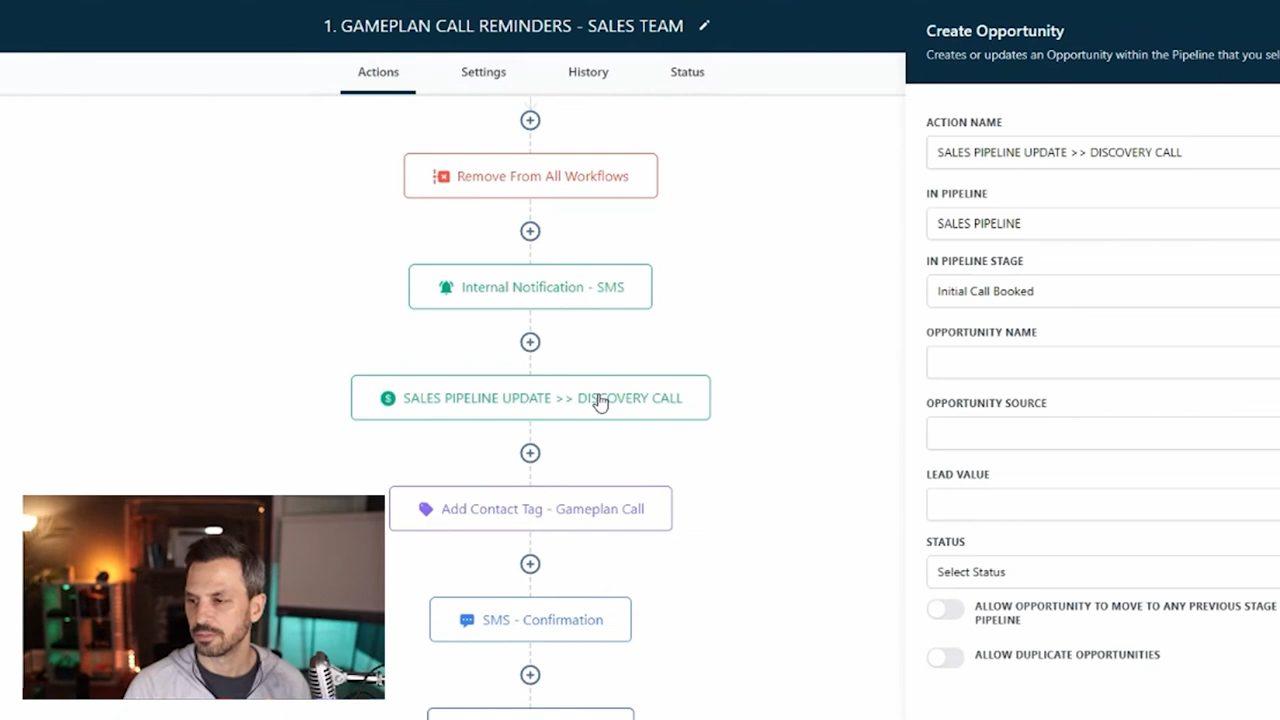 1. GAMEPLAN CALL REMINDERS - SALES TEAM
Actions
Settings
History
Status
Remove From All Workflows
Internal Notification - SMS
SALES PIPELINE UPDATE >> DISCOVERY CALL
Add Contact Tag - Gameplan Call
SMS - Confirmation
Create Opportunity
Creates or updates an Opportunity within the Pipeline that you sel
ACTION NAME
SALES PIPELINE UPDATE >> DISCOVERY CALL
IN PIPELINE
SALES PIPELINE
IN PIPELINE STAGE
Initial Call Booked
OPPORTUNITY NAME
OPPORTUNITY SOURCE
LEAD VALUE
STATUS
Select Status
ALLOW OPPORTUNITY TO MOVE TO ANY PREVIOUS STAGE
PIPELINE
ALLOW DUPLICATE OPPORTUNITIES